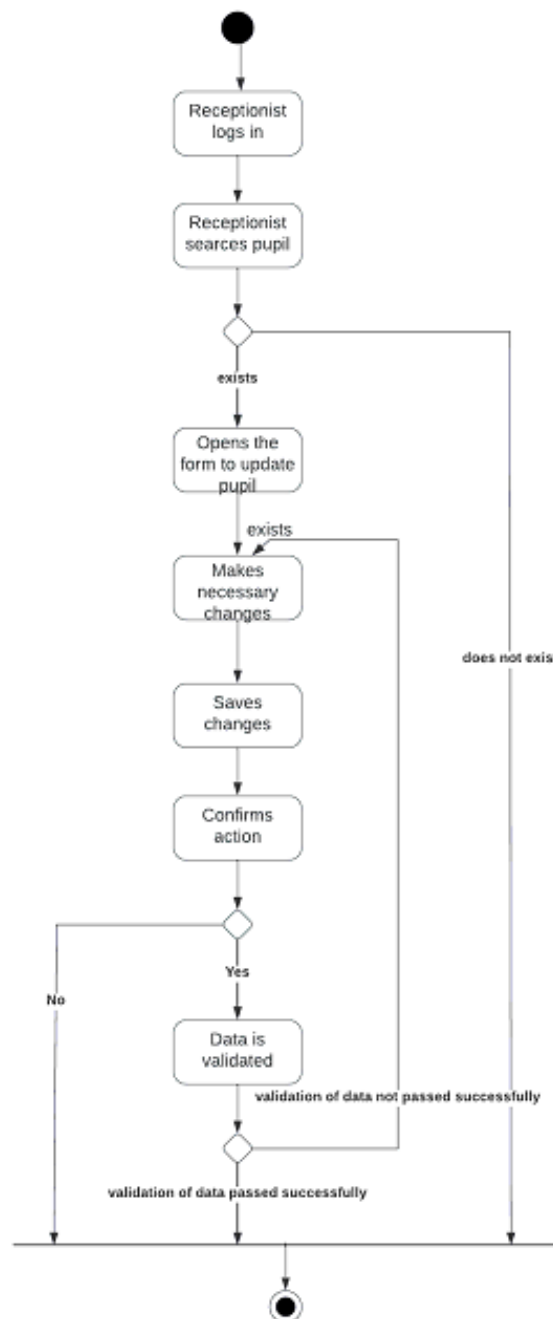 Receptionist
logs in
Receptionist
searces pupil
exists
Opens the
form to update
pupil
exists
Makes
necessary
changes
does not exis
Saves
changes
Confirms
action
Yes
No
Data is
validated
validation of data not passed successfully
validation of data passed successfully